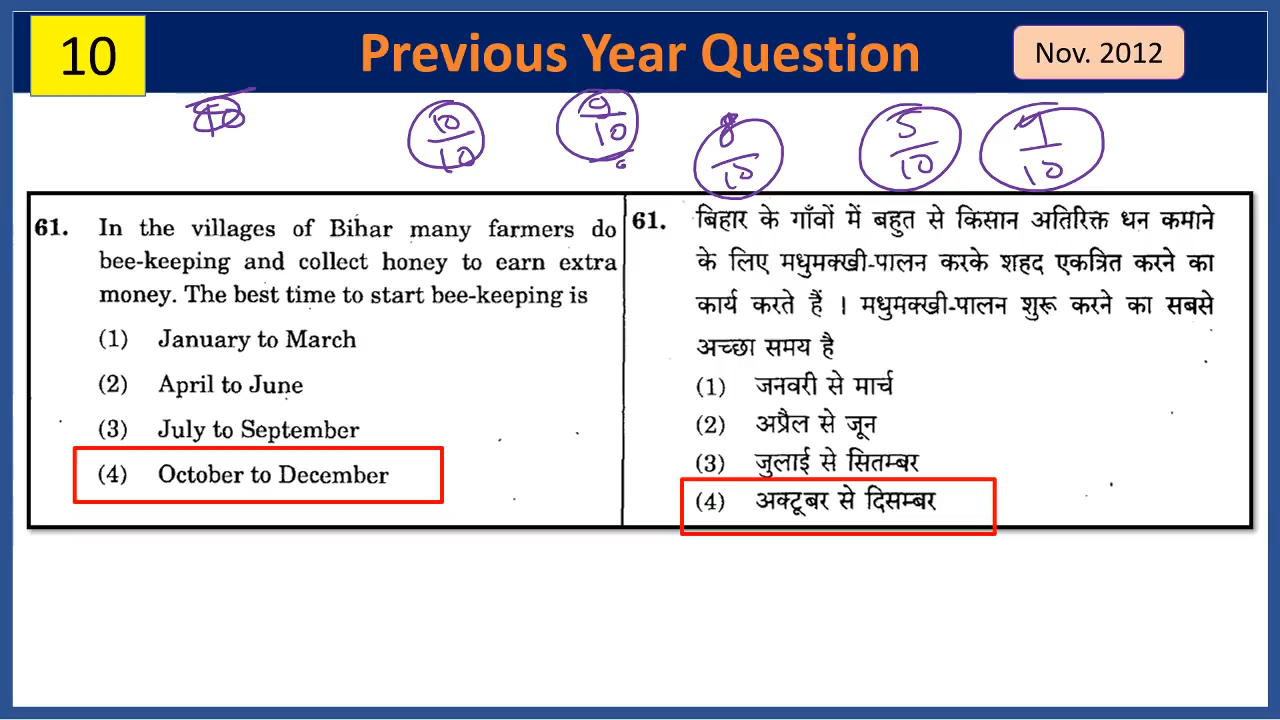 10
Previous Year Question
Nov. 2012
10
10
10
9
10
8
10
5
10
10
61. In the villages of Bihar many farmers do
bee-keeping and collect honey to earn extra
money. The best time to start bee-keeping is
(1) January to March
(2) April to June
(3) July to September
(4) October to December
61. बिहार के गाँवों में बहुत से किसान अतिरिक्त धन कमाने
के लिए मधुमक्खी-पालन करके शहद एकत्रित करने का
कार्य करते हैं । मधुमक्खी-पालन शुरू करने का सबसे
अच्छा समय है
(1) जनवरी से मार्च
(2) अप्रैल से जून
(3) जुलाई से सितम्बर
(4) अक्टूबर से दिसम्बर